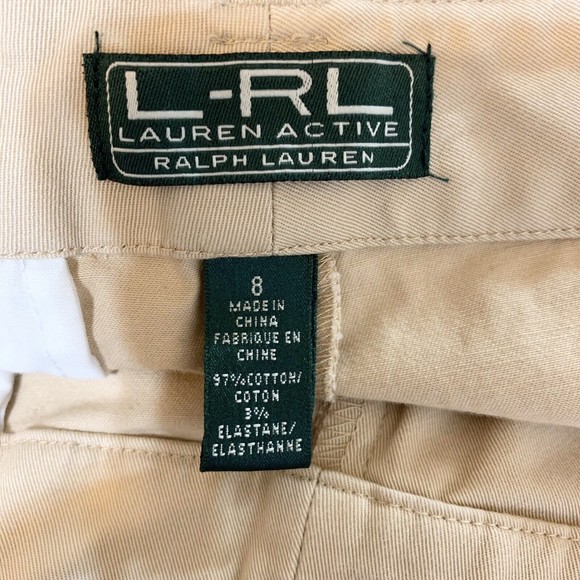 L-RL
LAUREN ACTIVE
RALPH LAUREN
8
MADE IN
CHINA
FABRIQUE EN
CHINE
97% COTTON/
COTON
3%
ELASTANE/
ELASTHANNE